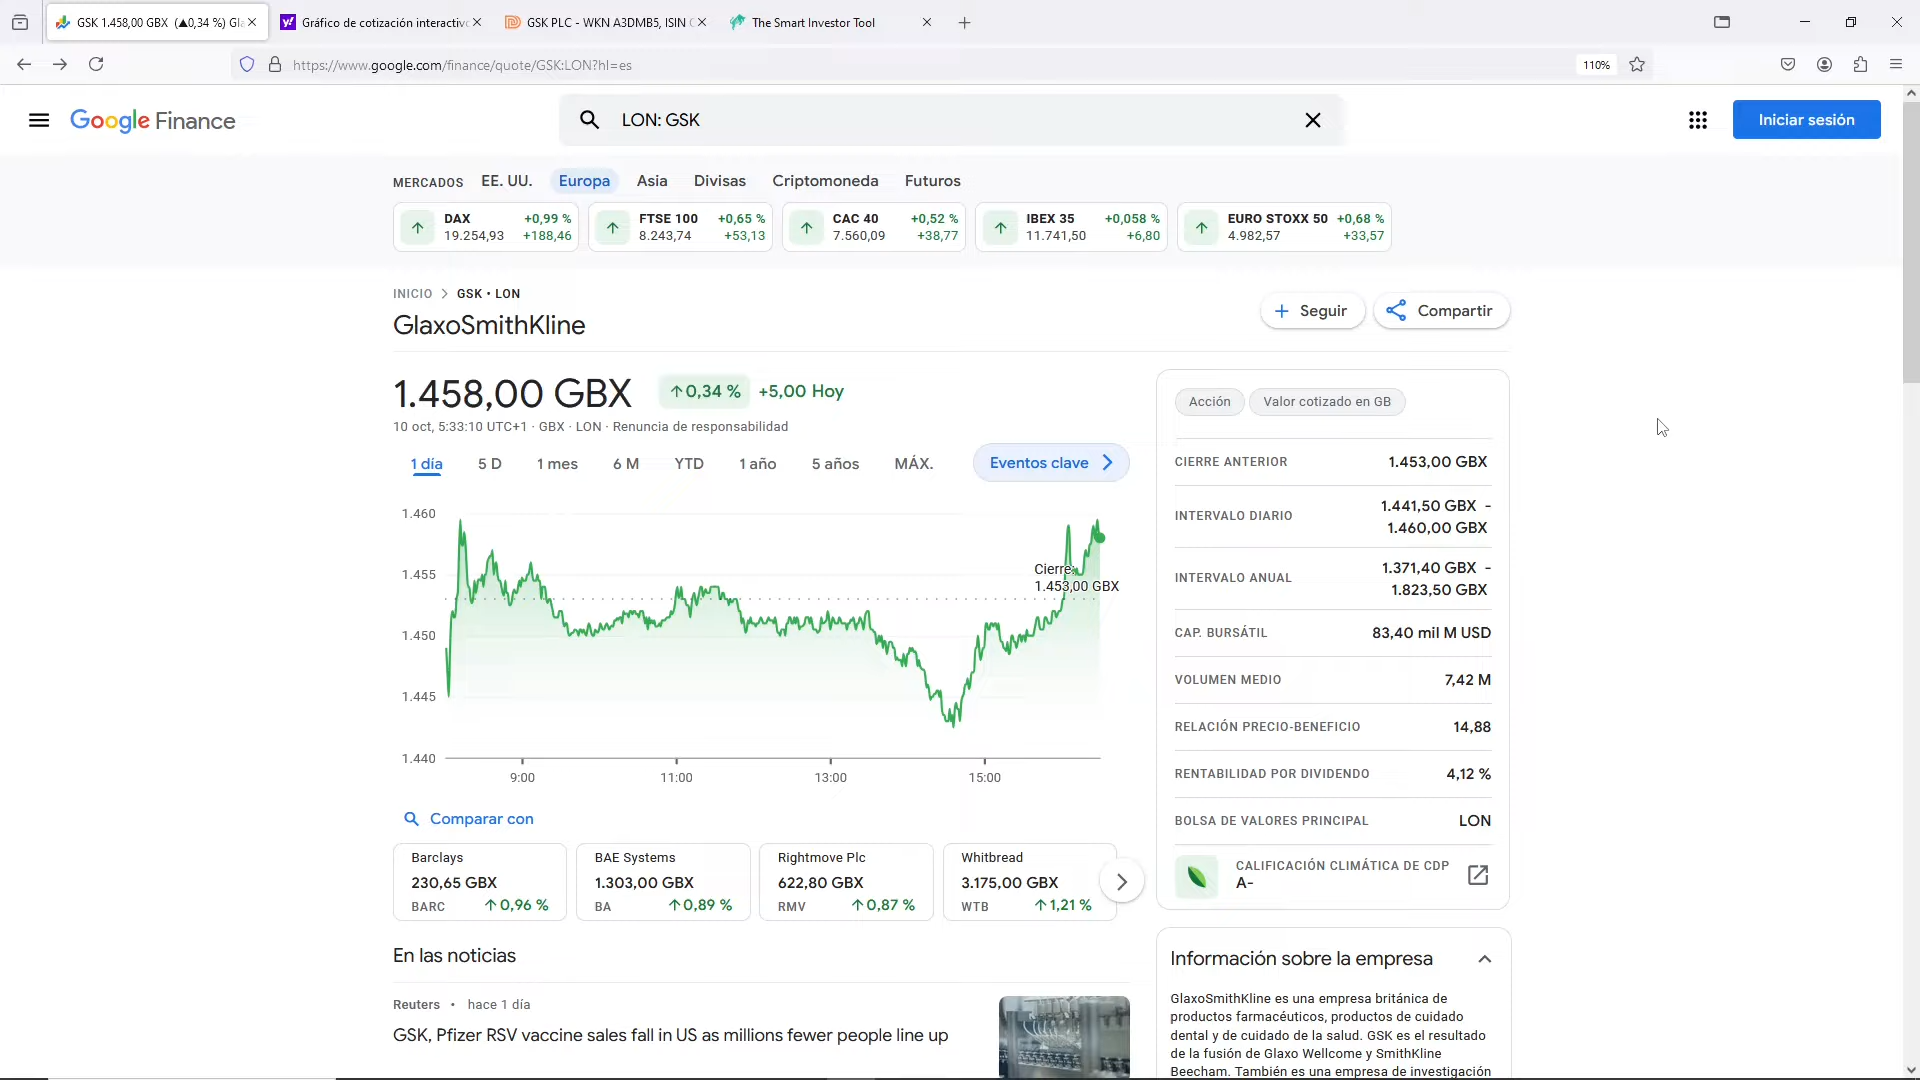 GSK 1.458,00 GBX (▲0,34 %) Gl
Gráfico de cotización interactivo
GSK PLC - WKN A3DMB5, ISIN
The Smart Investor Tool
https://www.google.com/finance/quote/GSK:LON?hl=es
110%
Google Finance
LON: GSK
Iniciar sesión
MERCADOS
EE. UU.
Europa
Asia
Divisas
Criptomoneda
Futuros
DAX +0,99 %
19.254,93 +188,46
FTSE 100 +0,65 %
8.243,74 +53,13
CAC 40 +0,52 %
7.560,09 +38,77
IBEX 35 +0,058 %
11.741,50 +6,80
EURO STOXX 50 +0,68 %
4.982,57 +33,57
INICIO > GSK • LON
GlaxoSmithKline
Seguir
Compartir
1.458,00 GBX ↑0,34 % +5,00 Hoy
10 oct, 5:33:10 UTC+1 · GBX · LON · Renuncia de responsabilidad
1 día
5 D
1 mes
6 M
YTD
1 año
5 años
MÁX.
Eventos clave
1.460
1.455
1.450
1.445
1.440
Cierre:
1.453,00 GBX
9:00
11:00
13:00
15:00
Comparar con
Barclays
230,65 GBX
BARC ↑0,96 %
BAE Systems
1.303,00 GBX
BA ↑0,89 %
Rightmove Plc
622,80 GBX
RMV ↑0,87 %
Whitbread
3.175,00 GBX
WTB ↑1,21 %
En las noticias
Reuters • hace 1 día
GSK, Pfizer RSV vaccine sales fall in US as millions fewer people line up
Acción
Valor cotizado en GB
CIERRE ANTERIOR 1.453,00 GBX
INTERVALO DIARIO 1.441,50 GBX -
1.460,00 GBX
INTERVALO ANUAL 1.371,40 GBX -
1.823,50 GBX
CAP. BURSÁTIL 83,40 mil M USD
VOLUMEN MEDIO 7,42 M
RELACIÓN PRECIO-BENEFICIO 14,88
RENTABILIDAD POR DIVIDENDO 4,12 %
BOLSA DE VALORES PRINCIPAL LON
CALIFICACIÓN CLIMÁTICA DE CDP
A-
Información sobre la empresa
GlaxoSmithKline es una empresa británica de
productos farmacéuticos, productos de cuidado
dental y de cuidado de la salud. GSK es el resultado
de la fusión de Glaxo Wellcome y SmithKline
Beecham. También es una empresa de investigación